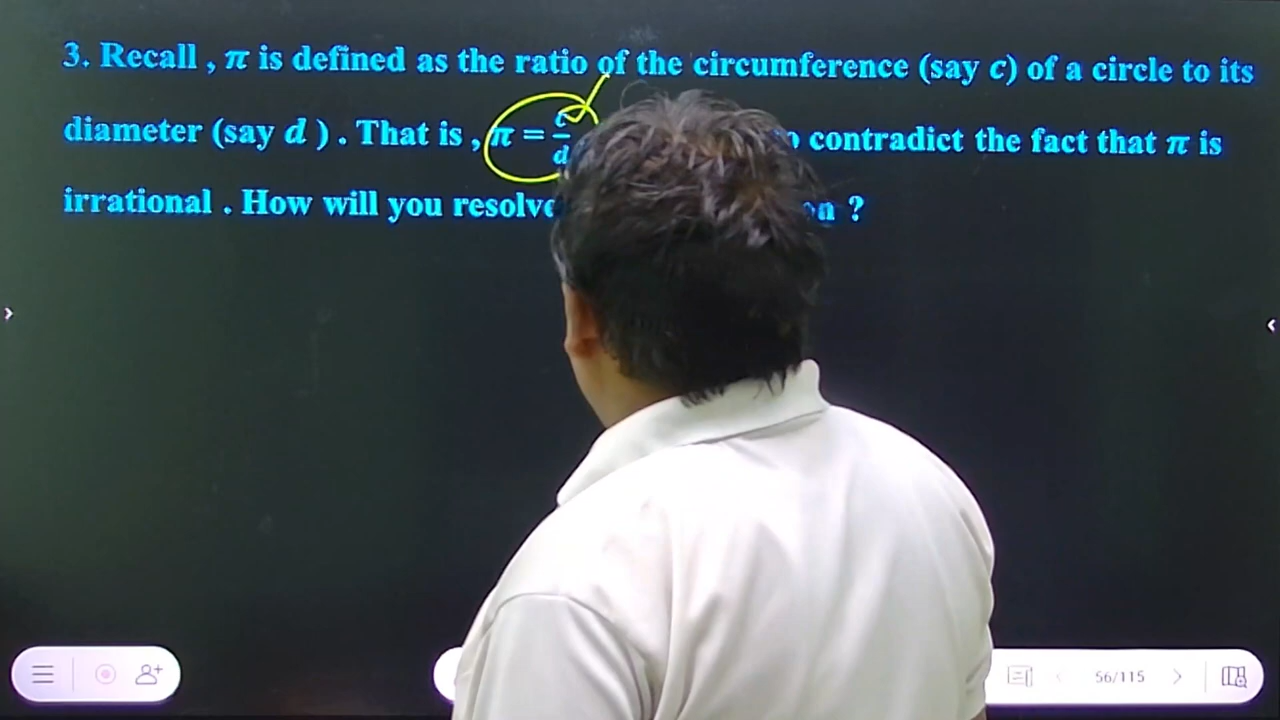 3. Recall , π is defined as the ratio of the circumference (say c) of a circle to its
diameter (say d ) . That is , π = c/d contradict the fact that π is
irrational . How will you resolve ?
56/115